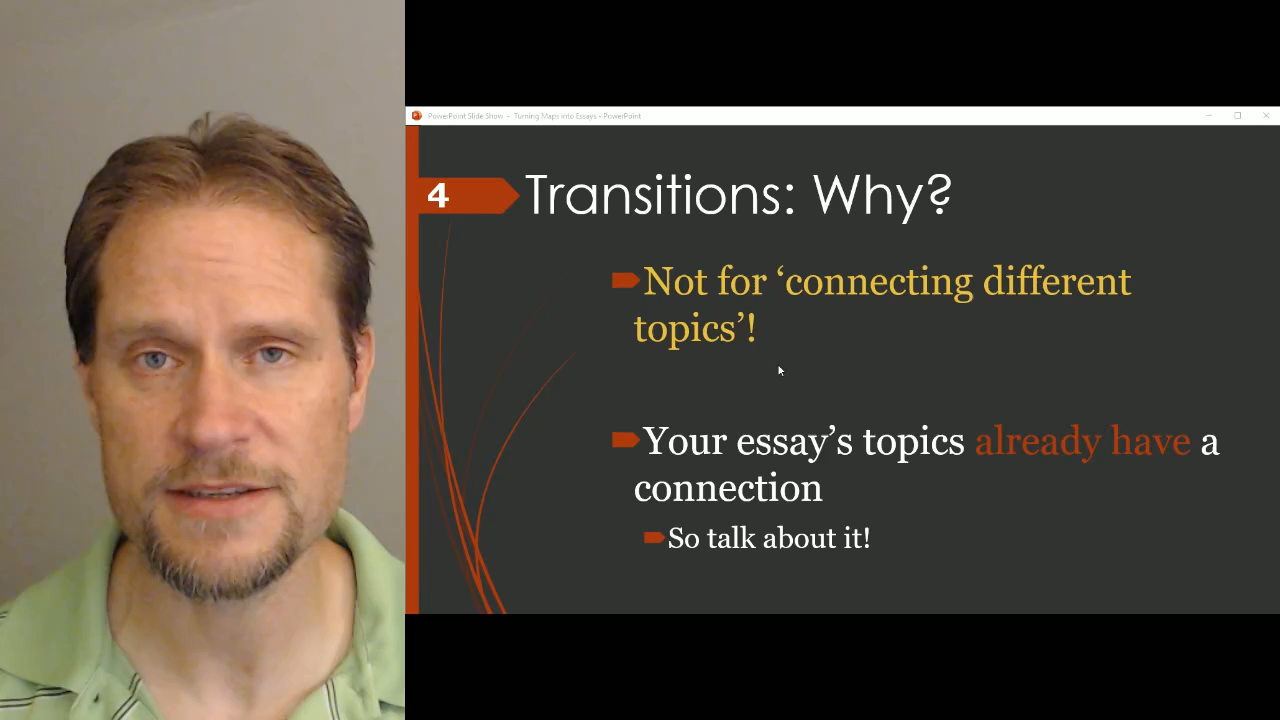 PowerPoint Slide Show - Turning Maps into Essays - PowerPoint
4
Transitions: Why?
Not for ‘connecting different
topics’!
Your essay’s topics already have a
connection
So talk about it!